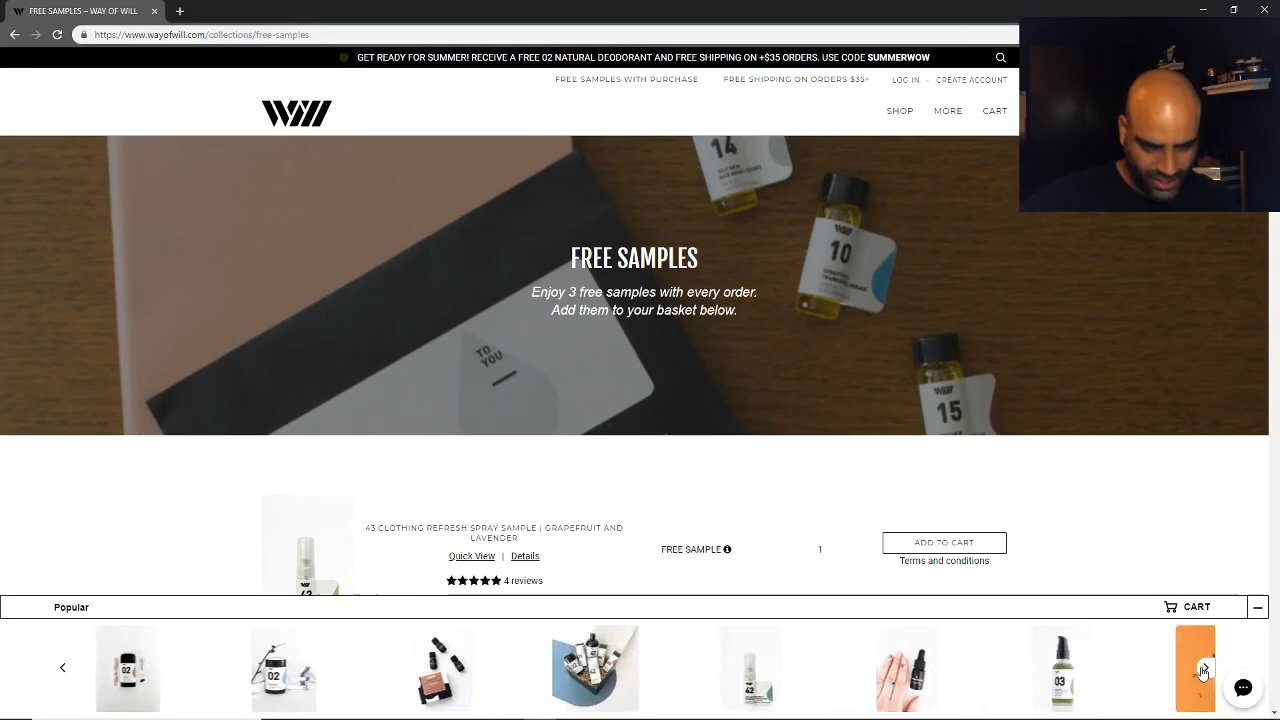 FREE SAMPLES – WAY OF WILL
https://www.wayofwill.com/collections/free-samples
GET READY FOR SUMMER! RECEIVE A FREE 02 NATURAL DEODORANT AND FREE SHIPPING ON +$35 ORDERS. USE CODE SUMMERWOW
FREE SAMPLES WITH PURCHASE FREE SHIPPING ON ORDERS $35+ LOG IN - CREATE ACCOUNT
WILL
SHOP MORE CART
14
10
15
TO YOU
FREE SAMPLES
Enjoy 3 free samples with every order.
Add them to your basket below.
43 CLOTHING REFRESH SPRAY SAMPLE | GRAPEFRUIT AND
LAVENDER
Quick View | Details
4 reviews
FREE SAMPLE
1
ADD TO CART
Terms and conditions
Popular
CART
02
02
42
03